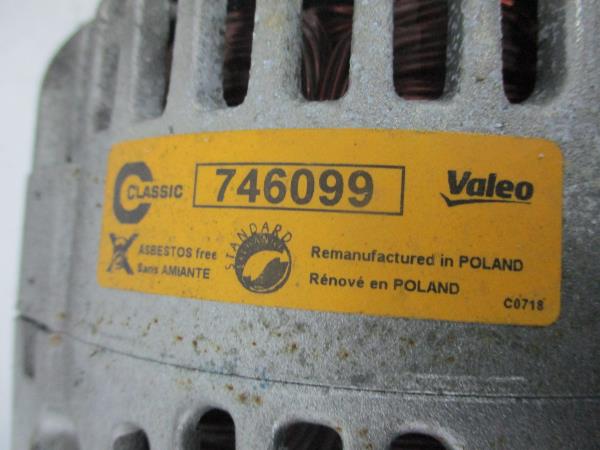 C CLASSIC
746099
Valeo
ASBESTOS free
Sans AMIANTE
STANDARD
Remanufactured in POLAND
Rénové en POLAND
C0718